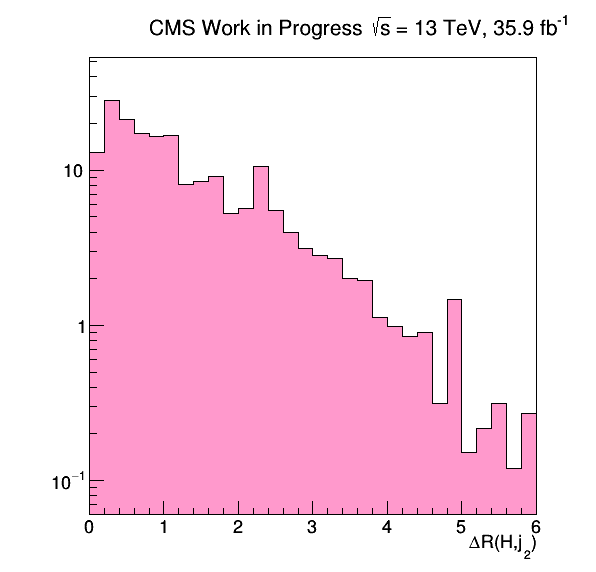 CMS Work in Progress √s = 13 TeV, 35.9 fb⁻¹
10
1
10⁻¹
0 1 2 3 4 5 6
ΔR(H,j₂)